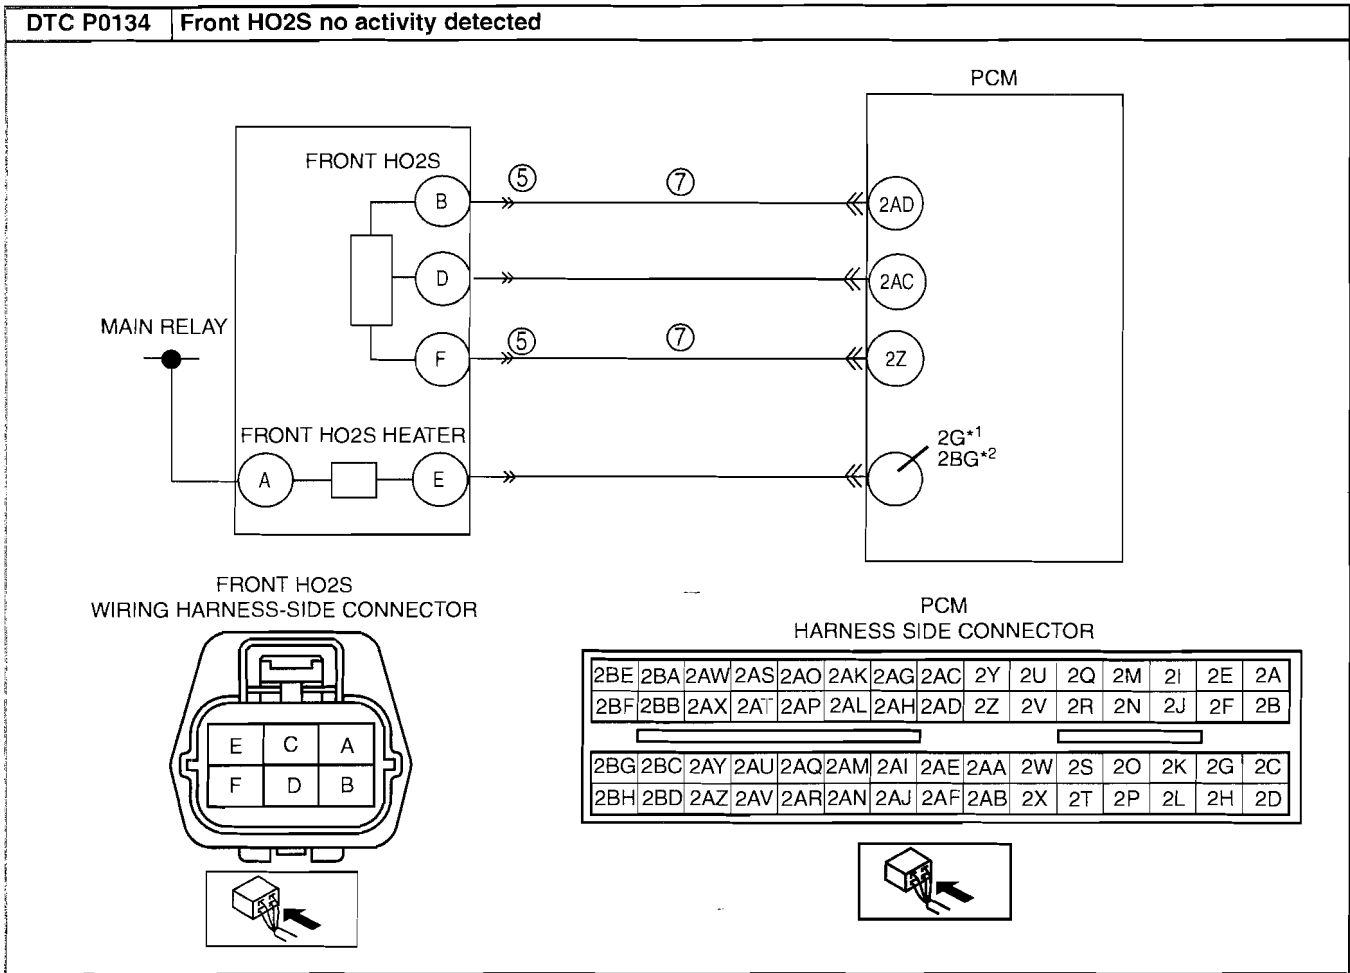 DTC P0134 Front HO2S no activity detected
PCM
FRONT HO2S
B 5 7 2AD
D 2AC
MAIN RELAY
F 5 7 2Z
FRONT HO2S HEATER
2G*1
2BG*2
A E
FRONT HO2S
WIRING HARNESS-SIDE CONNECTOR
E C A
F D B
PCM
HARNESS SIDE CONNECTOR
2BE 2BA 2AW 2AS 2AO 2AK 2AG 2AC 2Y 2U 2Q 2M 2I 2E 2A
2BF 2BB 2AX 2AT 2AP 2AL 2AH 2AD 2Z 2V 2R 2N 2J 2F 2B
2BG 2BC 2AY 2AU 2AQ 2AM 2AI 2AE 2AA 2W 2S 2O 2K 2G 2C
2BH 2BD 2AZ 2AV 2AR 2AN 2AJ 2AF 2AB 2X 2T 2P 2L 2H 2D